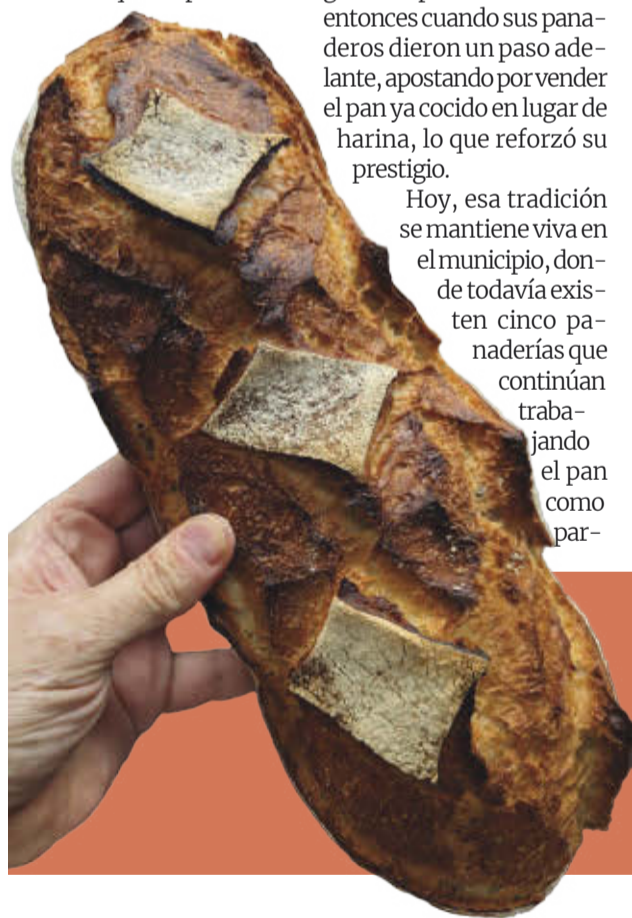 entonces cuando sus pana-
deros dieron un paso ade-
lante, apostando por vender
el pan ya cocido en lugar de
harina, lo que reforzó su
prestigio.
Hoy, esa tradición
se mantiene viva en
el municipio, don-
de todavía exis-
ten cinco pa-
naderías que
continúan
traba-
jando
el pan
como
par-